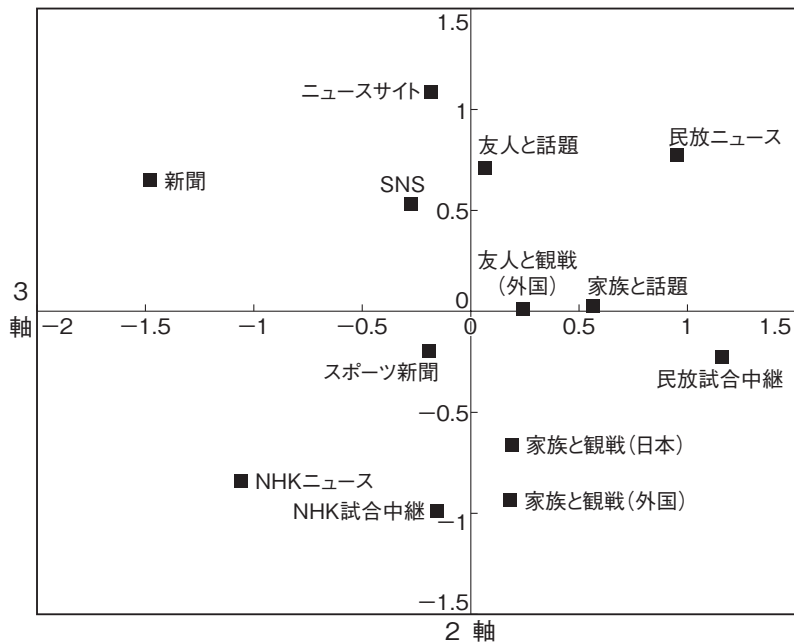 1.5
ニュースサイト
1
友人と話題
民放ニュース
新聞
SNS
0.5
友人と観戦
（外国）
家族と話題
0
3
軸
－2
－1.5
－1
－0.5
0
0.5
1
1.5
スポーツ新聞
民放試合中継
－0.5
家族と観戦（日本）
NHKニュース
NHK試合中継
家族と観戦（外国）
－1
－1.5
2 軸